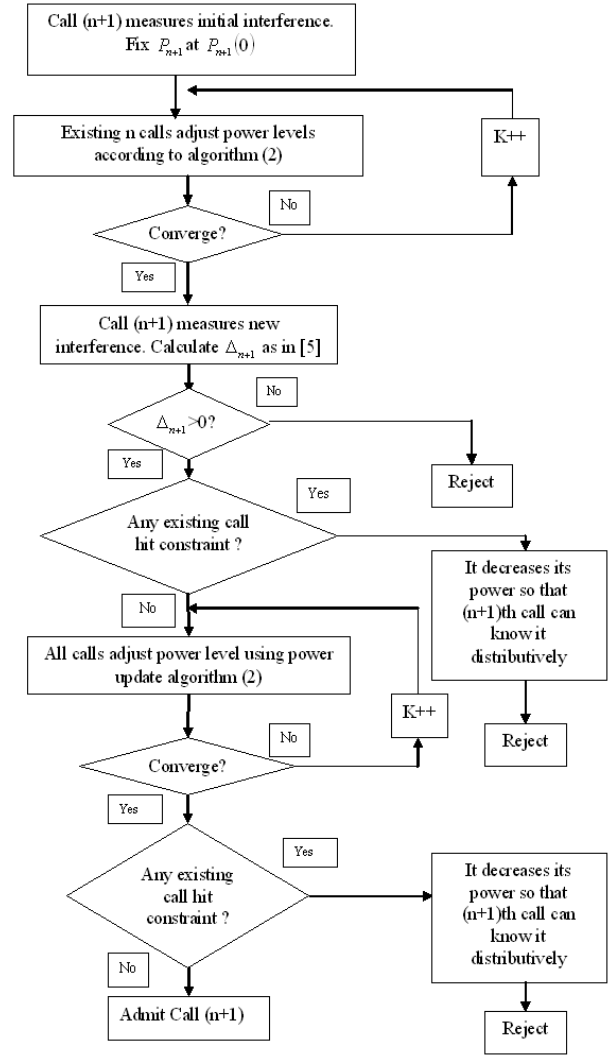 Call (n+1) measures initial interference.
Fix P_{n+1} at P_{n+1}(0)
Existing n calls adjust power levels
according to algorithm (2)
K++
No
Converge?
Yes
Call (n+1) measures new
interference. Calculate Δ_{n+1} as in [5]
No
Δ_{n+1}>0?
Yes
Reject
Yes
Any existing call
hit constraint ?
It decreases its
power so that
(n+1)th call can
know it
distributively
No
All calls adjust power level using power
update algorithm (2)
K++
No
Reject
Converge?
Yes
Yes
Any existing
call hit
constraint ?
It decreases its
power so that
(n+1)th call can
know it
distributively
No
Admit Call (n+1)
Reject